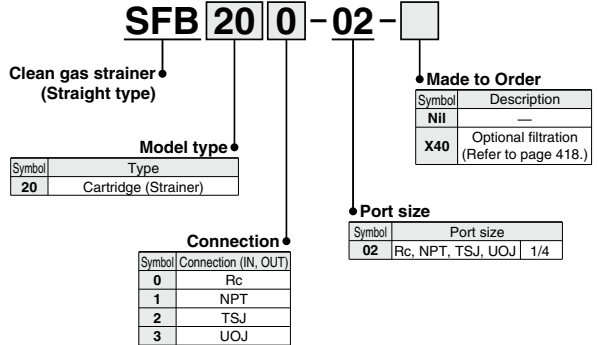 SFB 20 0 - 02 -
Clean gas strainer
(Straight type)
Made to Order
Symbol Description
Nil —
X40 Optional filtration
(Refer to page 418.)
Model type
Symbol Type
20 Cartridge (Strainer)
Port size
Symbol Port size
02 Rc, NPT, TSJ, UOJ 1/4
Connection
Symbol Connection (IN, OUT)
0 Rc
1 NPT
2 TSJ
3 UOJ